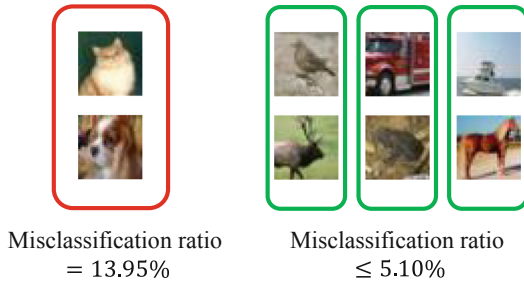 Misclassification ratio
= 13.95%
Misclassification ratio
≤ 5.10%